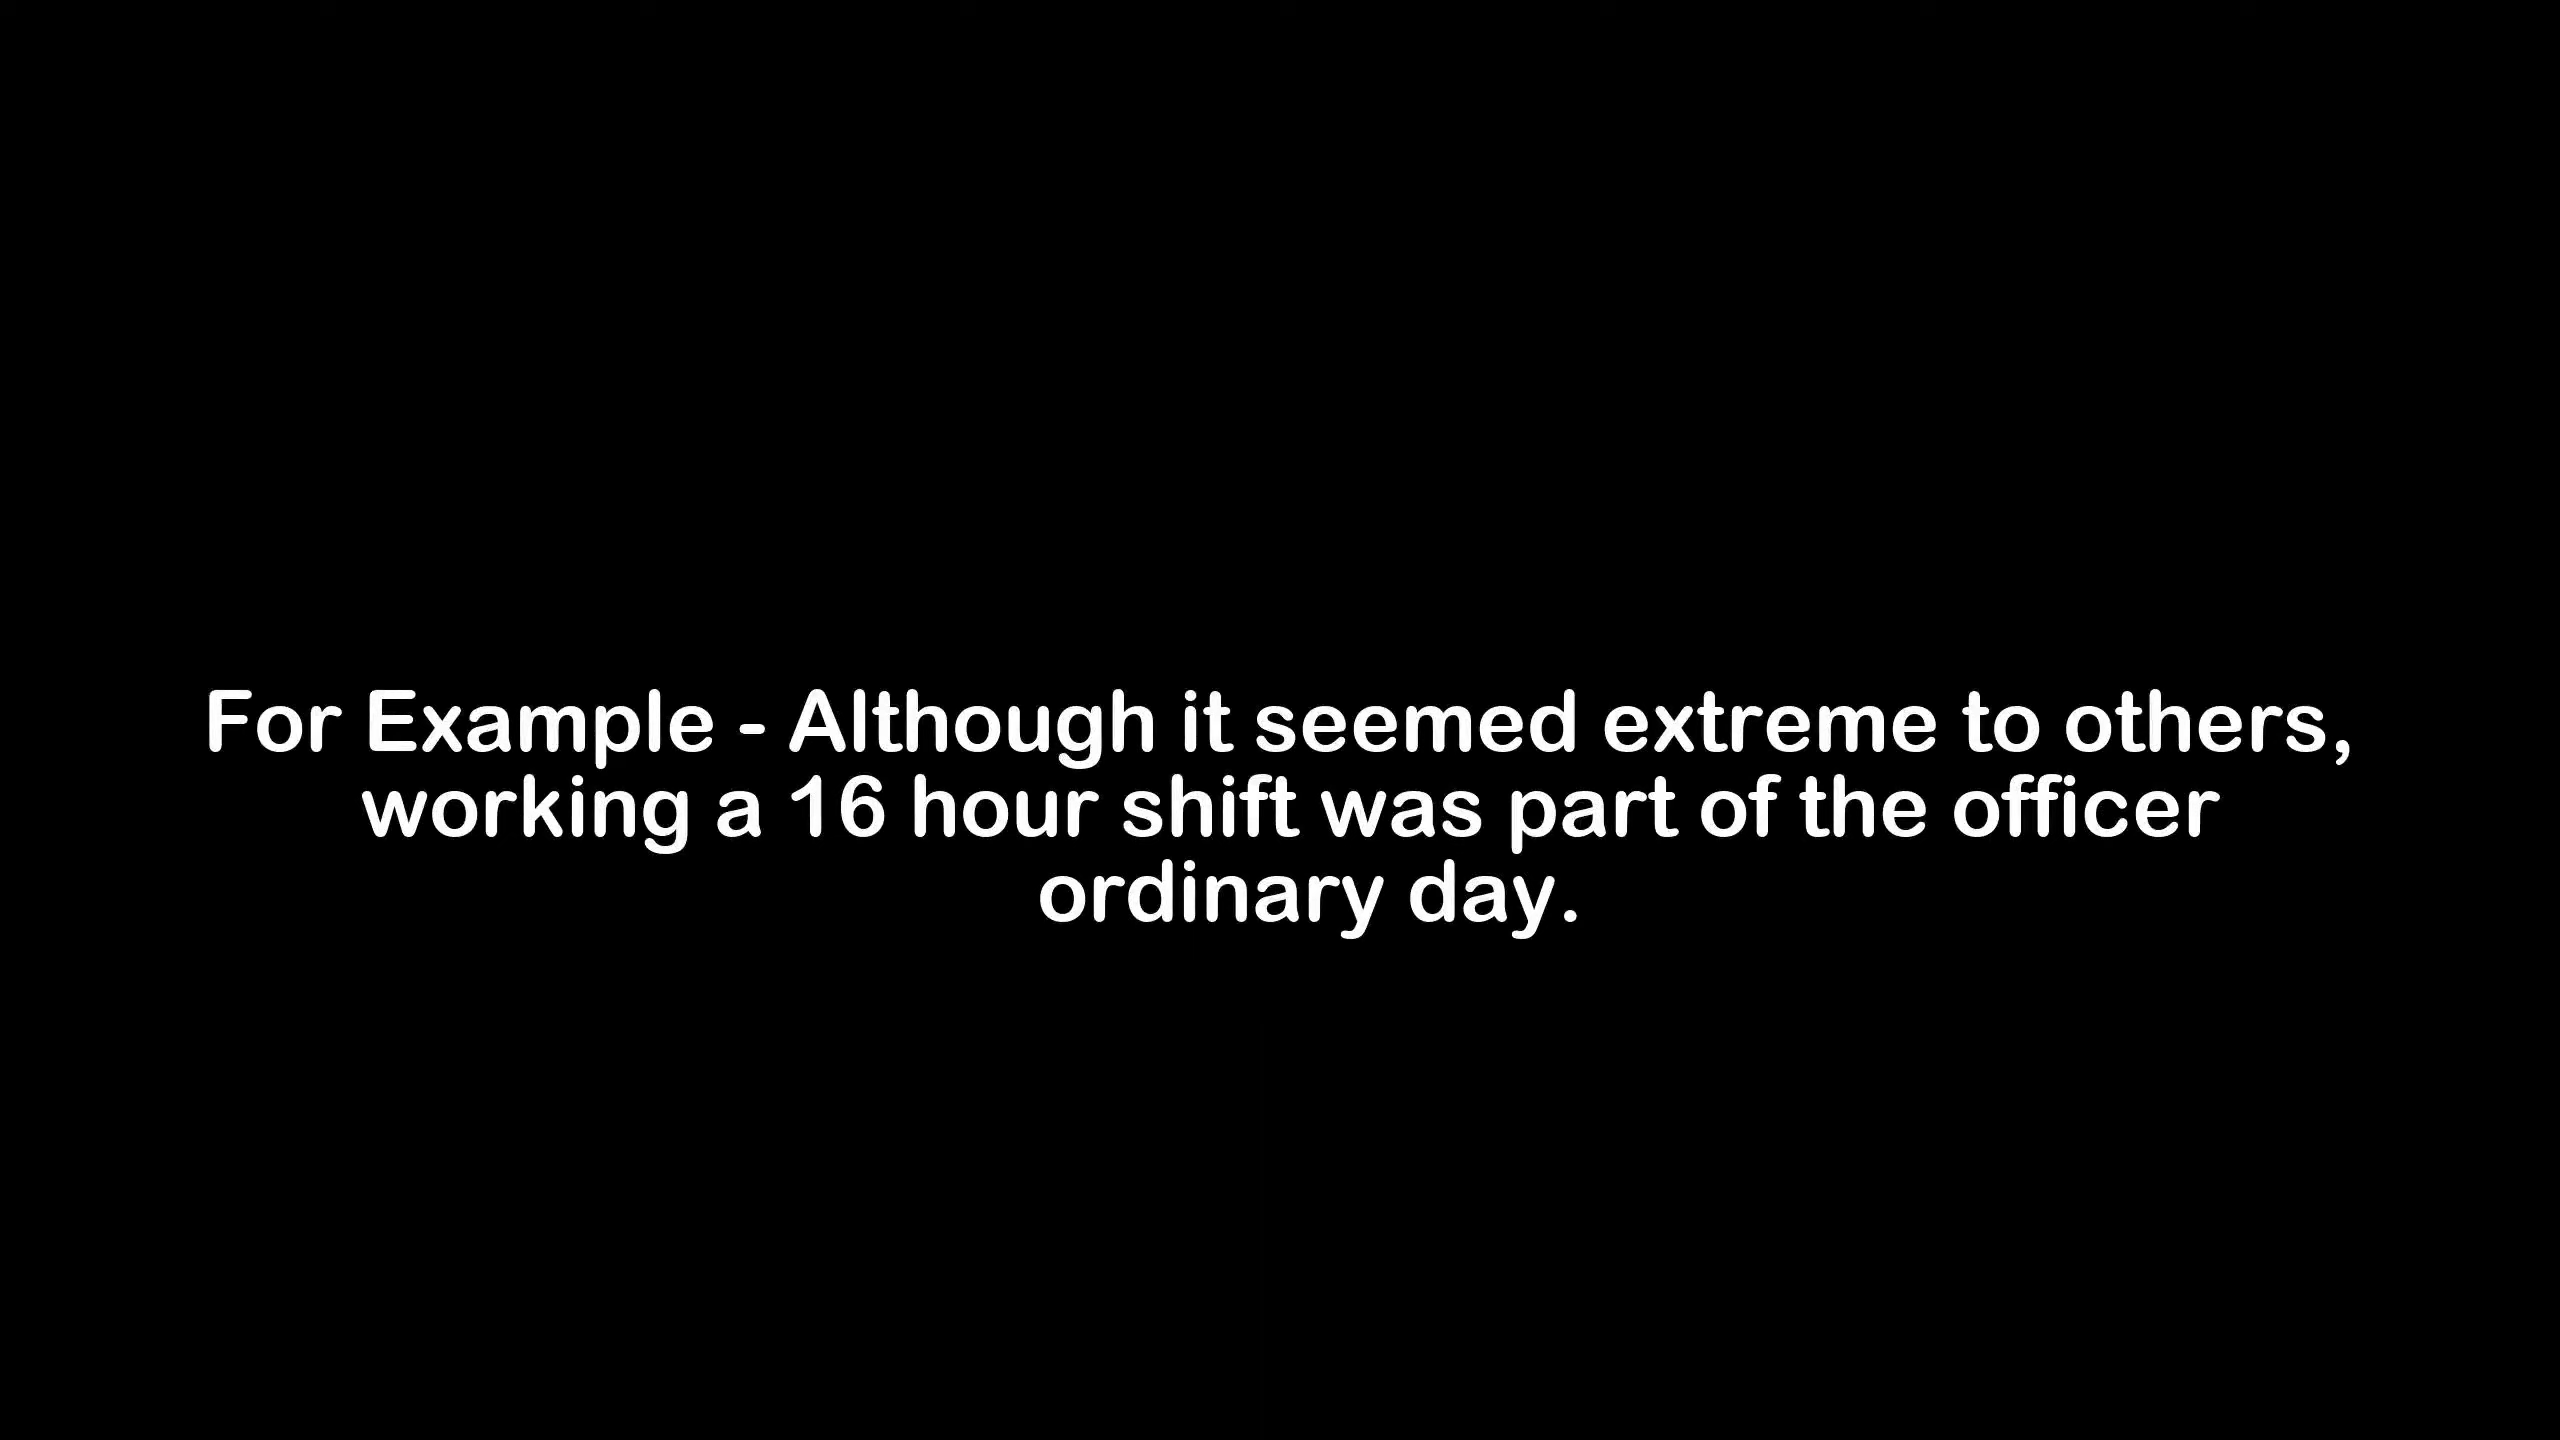 For Example - Although it seemed extreme to others,
working a 16 hour shift was part of the officer
ordinary day.